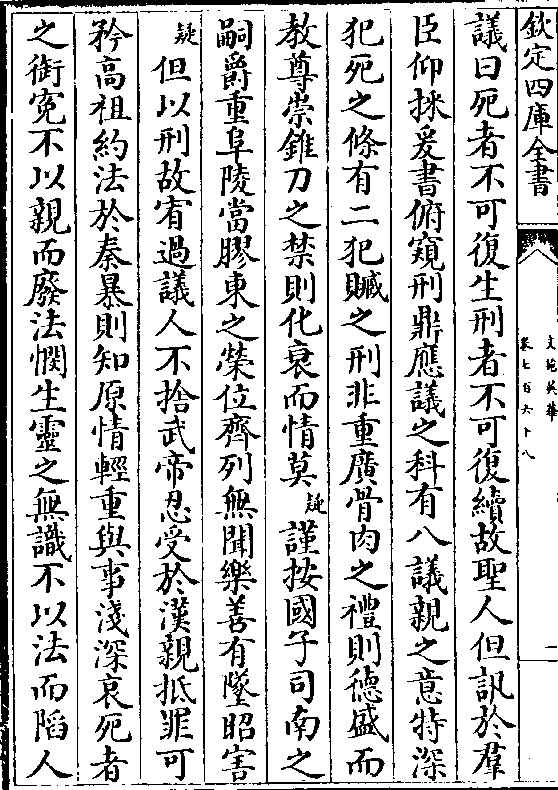 欽定四庫全書
文苑英華
卷七百六十八
一
議曰死者不可復生刑者不可復續故聖人但訊於羣
臣仰採爰書俯窺刑鼎應議之科有八議親之意特深
犯死之條有二犯贓之刑非重廣骨肉之禮則德盛而
教尊崇錐刀之禁則化衰而情莫疑謹按國子司南之
嗣爵重阜陵當膠東之榮位齊列無聞樂善有墜昭害
疑但以刑故宥過議人不捨武帝忍受於漢親抵罪可
矜高祖約法於秦暴則知原情輕重與事淺深哀死者
之銜寃不以親而廢法憫生靈之無識不以法而陷人